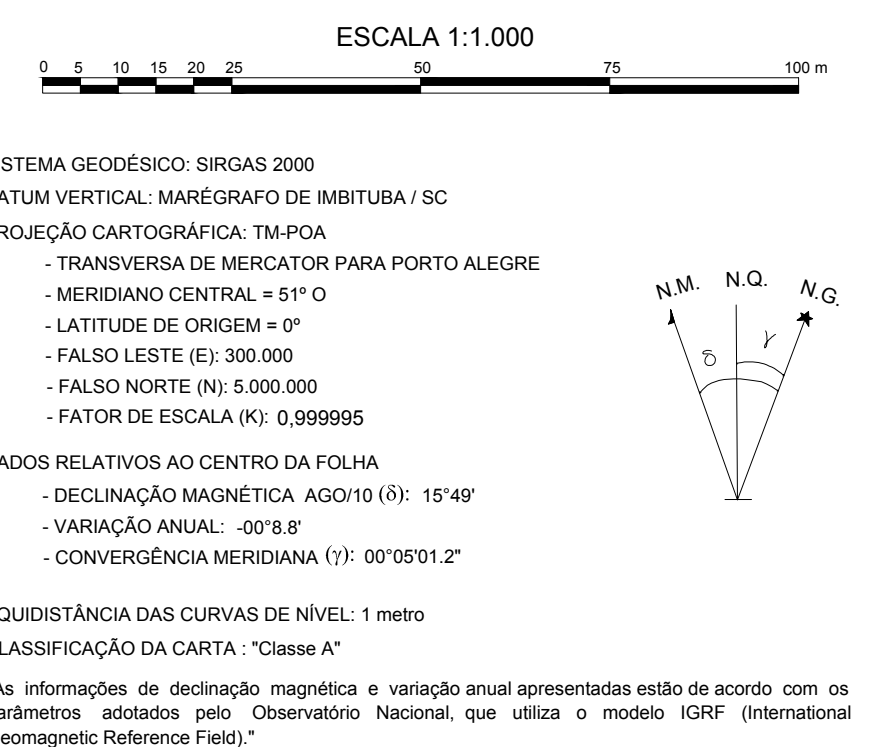 ESCALA 1:1.000
0 5 10 15 20 25 50 75 100 m
ISTEMA GEODÉSICO: SIRGAS 2000
ATUM VERTICAL: MARÉGRAFO DE IMBITUBA / SC
ROJEÇÃO CARTOGRÁFICA: TM-POA
- TRANSVERSA DE MERCATOR PARA PORTO ALEGRE
- MERIDIANO CENTRAL = 51º O
- LATITUDE DE ORIGEM = 0º
- FALSO LESTE (E): 300.000
- FALSO NORTE (N): 5.000.000
- FATOR DE ESCALA (K): 0,999995
N.M. N.Q. N.G.
δ γ
ADOS RELATIVOS AO CENTRO DA FOLHA
- DECLINAÇÃO MAGNÉTICA AGO/10 (δ): 15°49'
- VARIAÇÃO ANUAL: -00°8.8'
- CONVERGÊNCIA MERIDIANA (γ): 00°05'01.2"
QUIDISTÂNCIA DAS CURVAS DE NÍVEL: 1 metro
LASSIFICAÇÃO DA CARTA : "Classe A"
As informações de declinação magnética e variação anual apresentadas estão de acordo com os
arâmetros adotados pelo Observatório Nacional, que utiliza o modelo IGRF (International
eomagnetic Reference Field)."